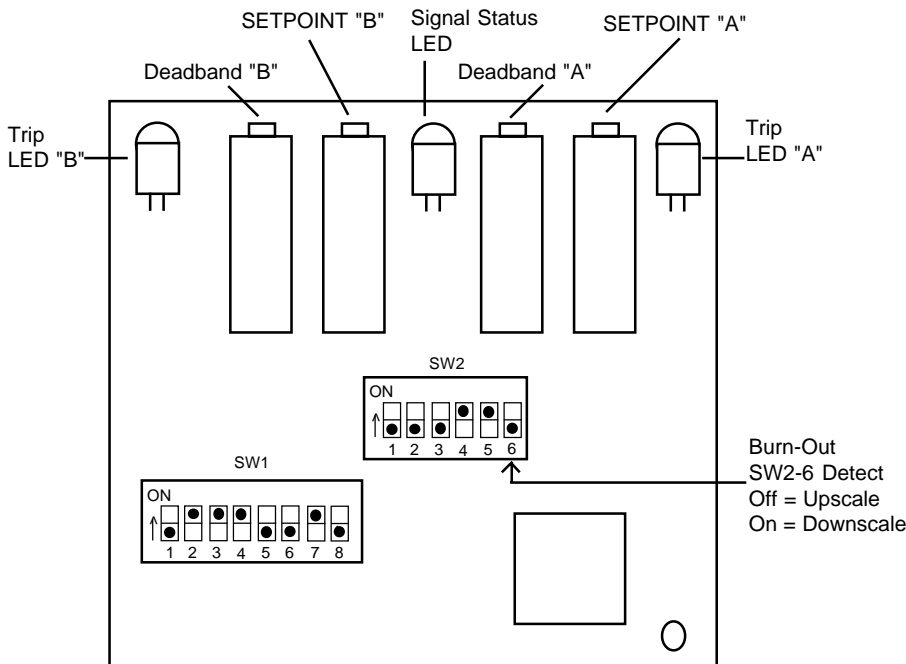 SETPOINT "B"
Signal Status
LED
SETPOINT "A"
Deadband "B"
Deadband "A"
Trip
LED "B"
Trip
LED "A"
SW2
ON
1 2 3 4 5 6
SW1
ON
1 2 3 4 5 6 7 8
Burn-Out
SW2-6 Detect
Off = Upscale
On = Downscale